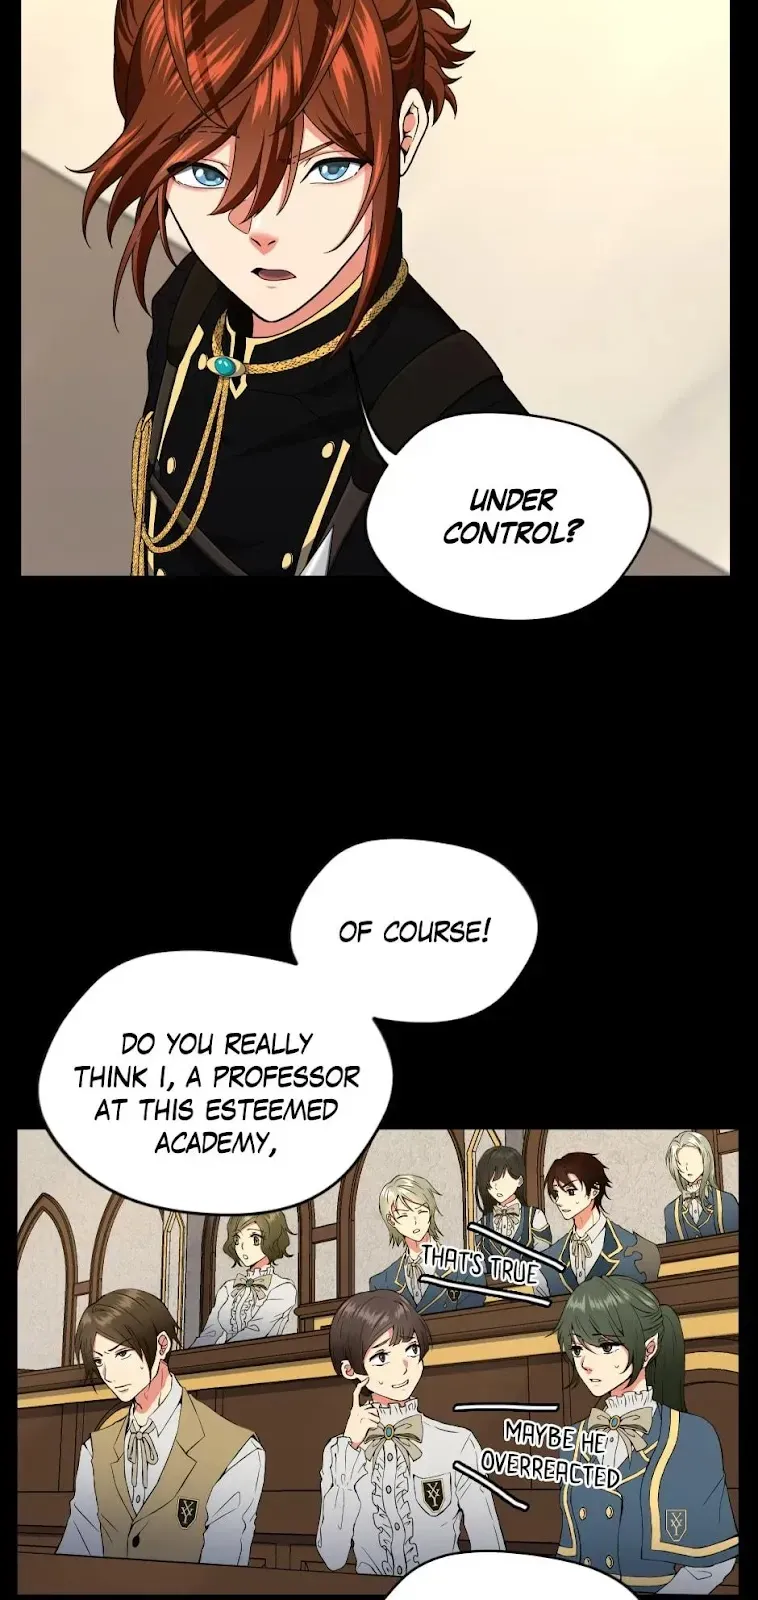 UNDER
CONTROL?
OF COURSE!
DO YOU REALLY
THINK I, A PROFESSOR
AT THIS ESTEEMED
ACADEMY,
THAT'S TRUE
MAYBE HE
OVERREACTED